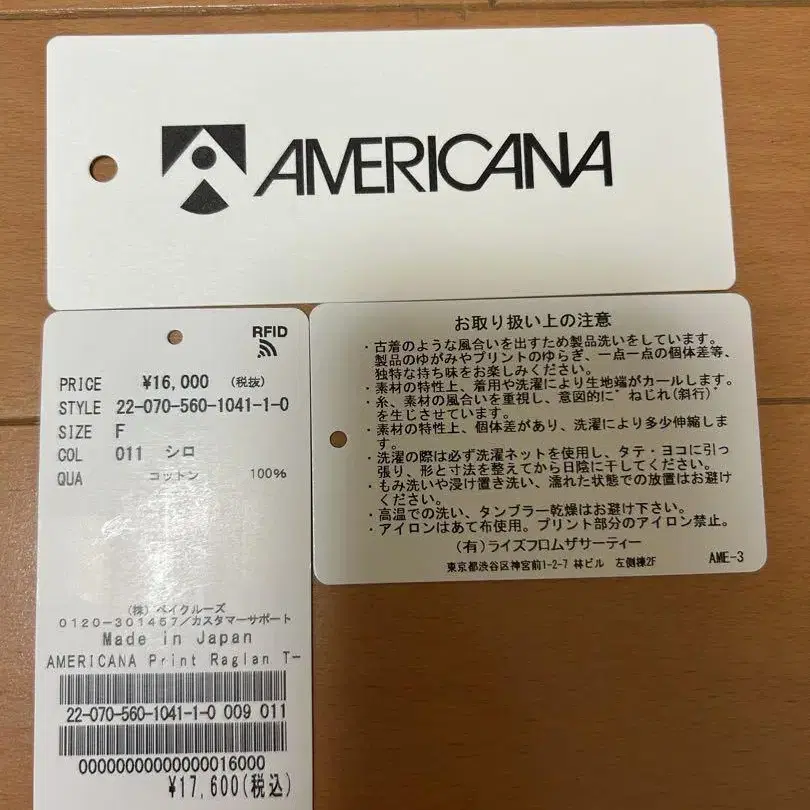 AMERICANA
RFID
PRICE ¥16,000 (税抜)
STYLE 22-070-560-1041-1-0
SIZE F
COL 011 シロ
QUA コットン 100%
(株)ベイクルーズ
0120-301457/カスタマーサポート
Made in Japan
AMERICANA Print Raglan T-
22-070-560-1041-1-0 009 011
00000000000000016000
¥17,600(税込)
お取り扱い上の注意
・古着のような風合いを出すため製品洗いをしています。
製品のゆがみやプリントのゆらぎ、一点一点の個体差等、
独特な持ち味をお楽しみください。
・素材の特性上、着用や洗濯により生地端がカールします。
・糸、素材の風合いを重視し、意図的に"ねじれ(斜行)"
を生じさせています。
・素材の特性上、個体差があり、洗濯により多少伸縮しま
す。
・洗濯の際は必ず洗濯ネットを使用し、タテ・ヨコに引っ
張り、形と寸法を整えてから日陰に干してください。
・もみ洗いや浸け置き洗い、濡れた状態での放置はお避け
ください。
・高温での洗い、タンブラー乾燥はお避け下さい。
・アイロンはあて布使用。プリント部分のアイロン禁止。
(有)ライズフロムザサーティー
東京都渋谷区神宮前1-2-7 林ビル 左側棟2F
AME-3